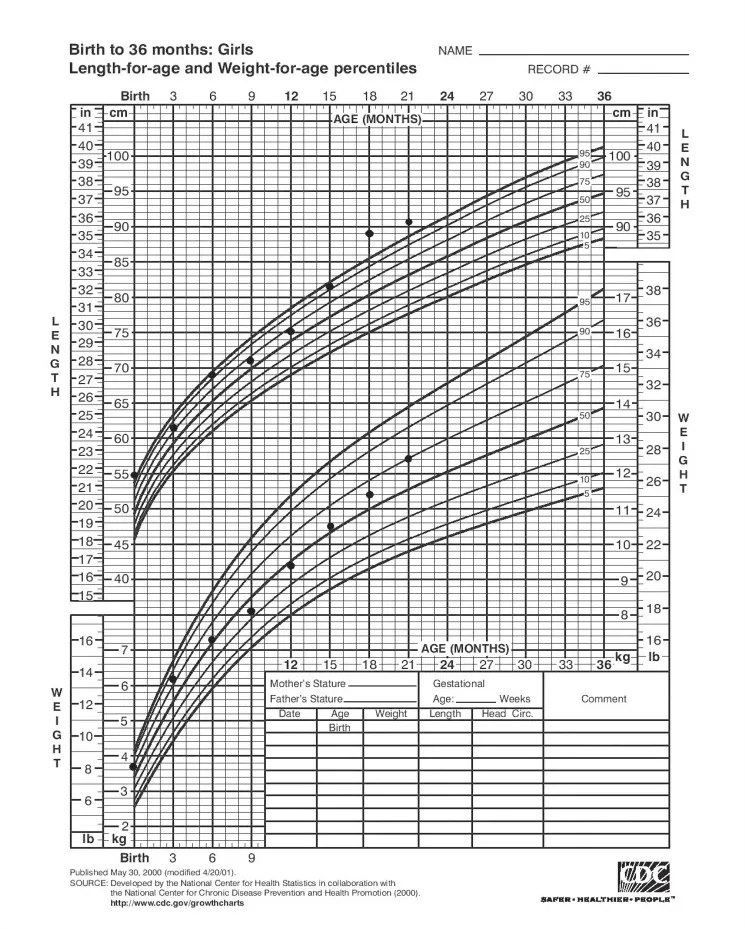 Birth to 36 months: Girls
NAME
Length-for-age and Weight-for-age percentiles
RECORD #
Birth 3 6 9 12 15 18 21 24 27 30 33 36
in cm AGE (MONTHS) cm in
41 41
40 100 95 100 40
39 90 39
38 95 75 95 38
37 50 37
36 90 25 90 36
35 10 35
5
34 85
33
32 80 38
31 95 17
30 75 90 16 36
29
28 70 75 15 34
27
26 32
25 65 50 14 30
24 60 13
23 25 28
22 55 12
21 10 26
20 50 5 11
19 24
18 45 10 22
17
16 40 9 20
15
8 18
16 7 AGE (MONTHS) kg 16 lb
12 15 18 21 24 27 30 33 36
L
E
N
G
T
H
L
E
N
G
T
H
W
E
I
G
H
T
W
E
I
G
H
T
14
6
12
5
10
4
8
3
6
2
lb kg
Birth 3 6 9
Mother's Stature Gestational
Father's Stature Age: Weeks Comment
Date Age Weight Length Head Circ.
Birth
Published May 30, 2000 (modified 4/20/01).
SOURCE: Developed by the National Center for Health Statistics in collaboration with
the National Center for Chronic Disease Prevention and Health Promotion (2000).
http://www.cdc.gov/growthcharts
CDC
SAFER • HEALTHIER • PEOPLE™